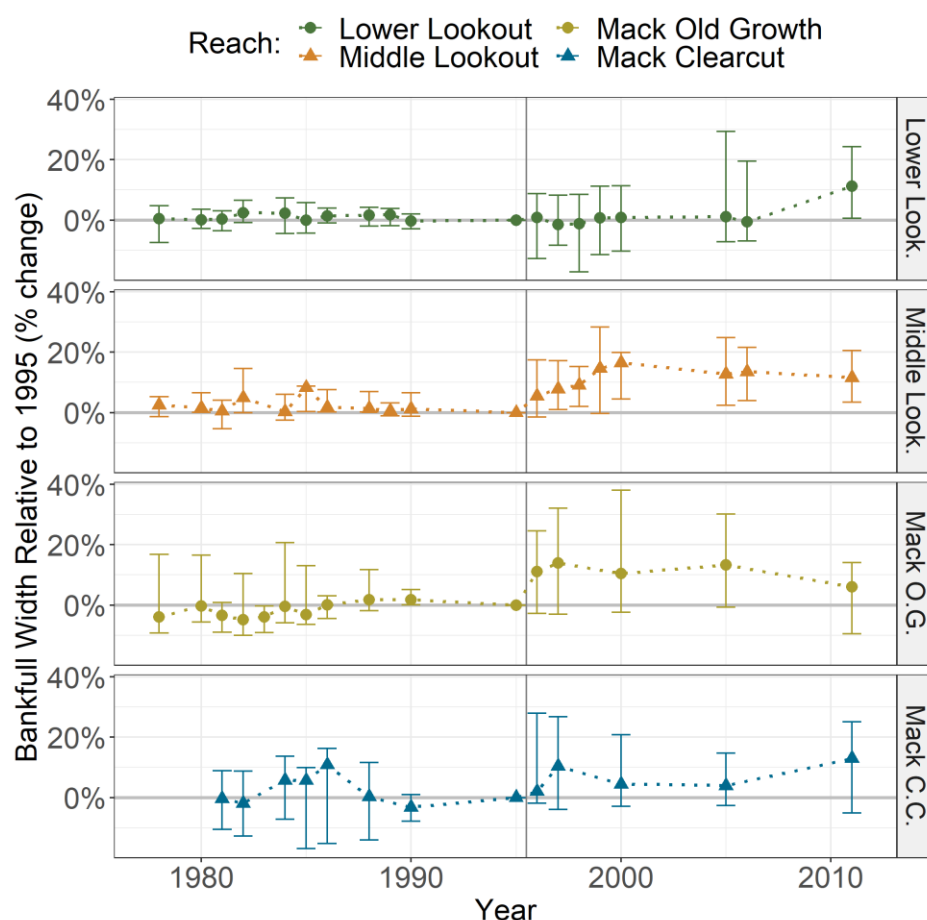 Reach: Lower Lookout Mack Old Growth
Middle Lookout Mack Clearcut
Bankfull Width Relative to 1995 (% change)
40%
20%
0%
Lower Look.
40%
20%
0%
Middle Look.
40%
20%
0%
Mack O.G.
40%
20%
0%
Mack C.C.
1980 1990 2000 2010
Year